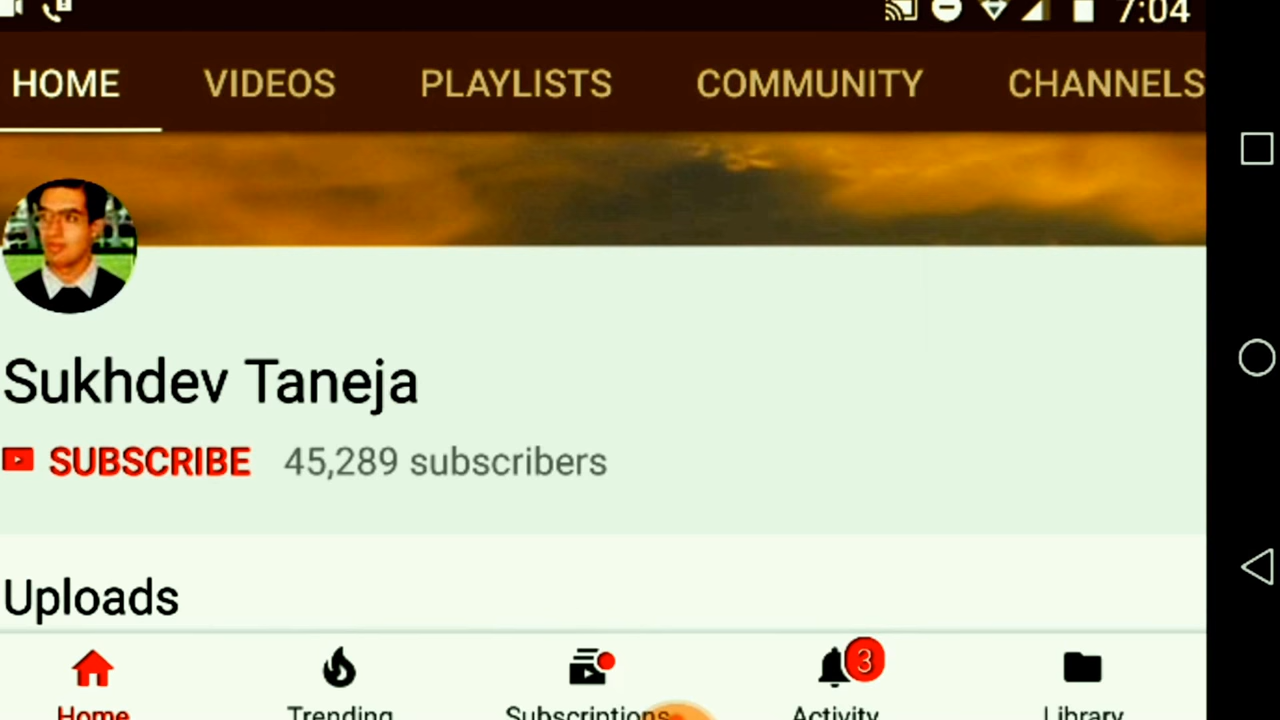 7:04
HOME VIDEOS PLAYLISTS COMMUNITY CHANNELS
Sukhdev Taneja
SUBSCRIBE 45,289 subscribers
Uploads
3
Home Trending Subscriptions Activity Library